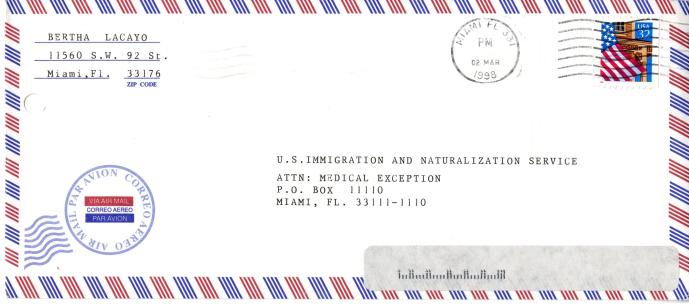 BERTHA LACAYO
11560 S.W. 92 St.
Miami,Fl. 33176
ZIP CODE
MIAMI FL 331
PM
02 MAR
1998
USA
32
U.S.IMMIGRATION AND NATURALIZATION SERVICE
ATTN: MEDICAL EXCEPTION
P.O. BOX 11110
MIAMI, FL. 33111-1110
AIR MAIL PAR AVION CORREO AEREO
VIA AIR MAIL
CORREO AEREO
PAR AVION